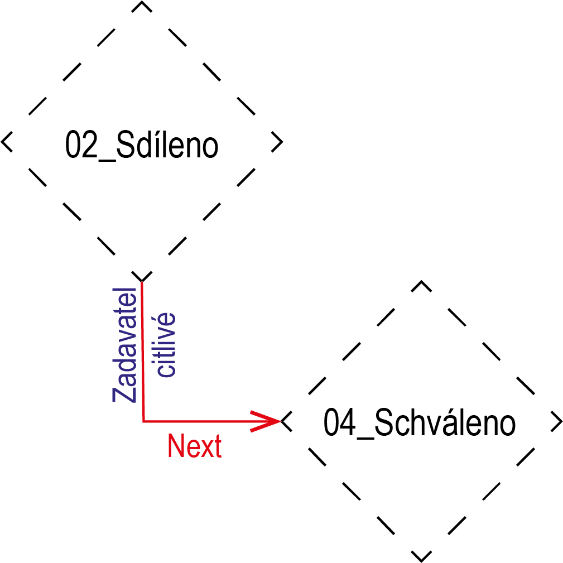 02_Sdíleno
Zadavatel
citlivé
04_Schváleno
Next